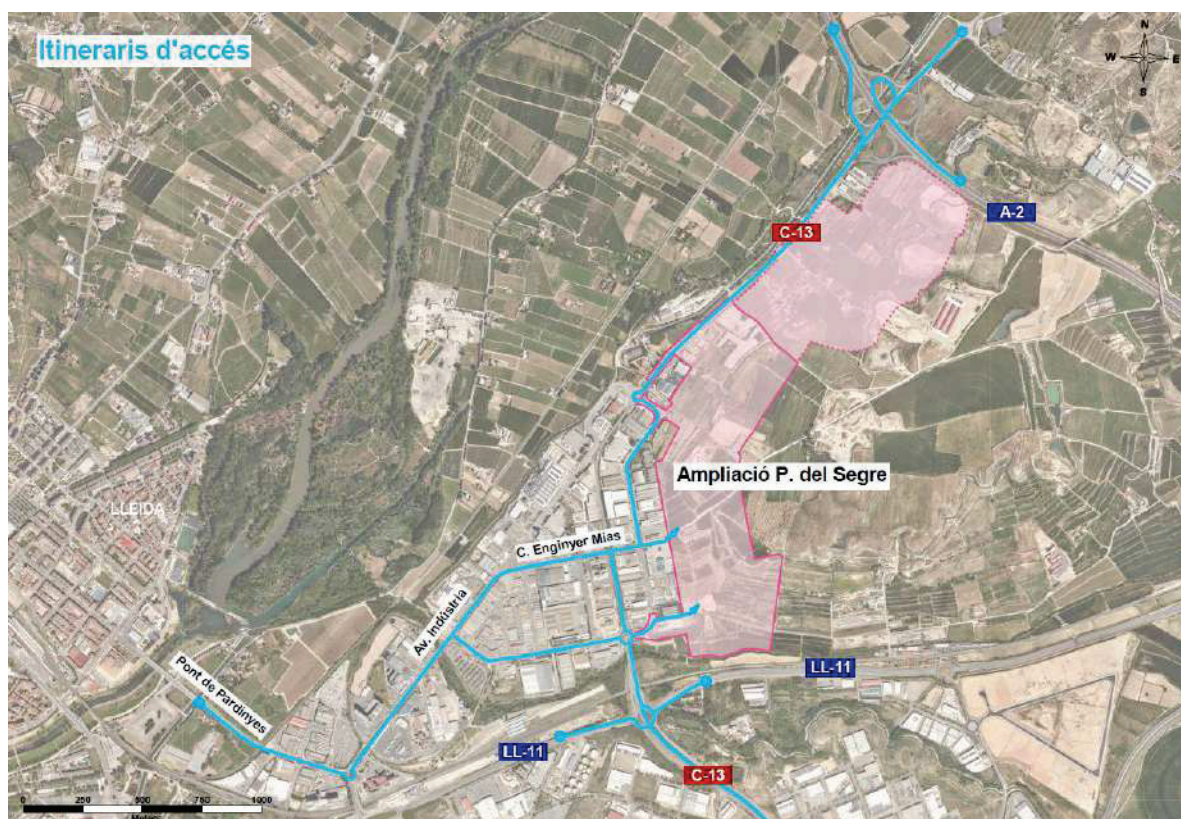 Itineraris d'accés
N
W
E
S
A-2
C-13
Ampliació P. del Segre
LLEIDA
C. Enginyer Mias
Av. Indústria
Pont de Pardinyes
LL-11
LL-11
C-13
0 250 500 750 1000
Meters